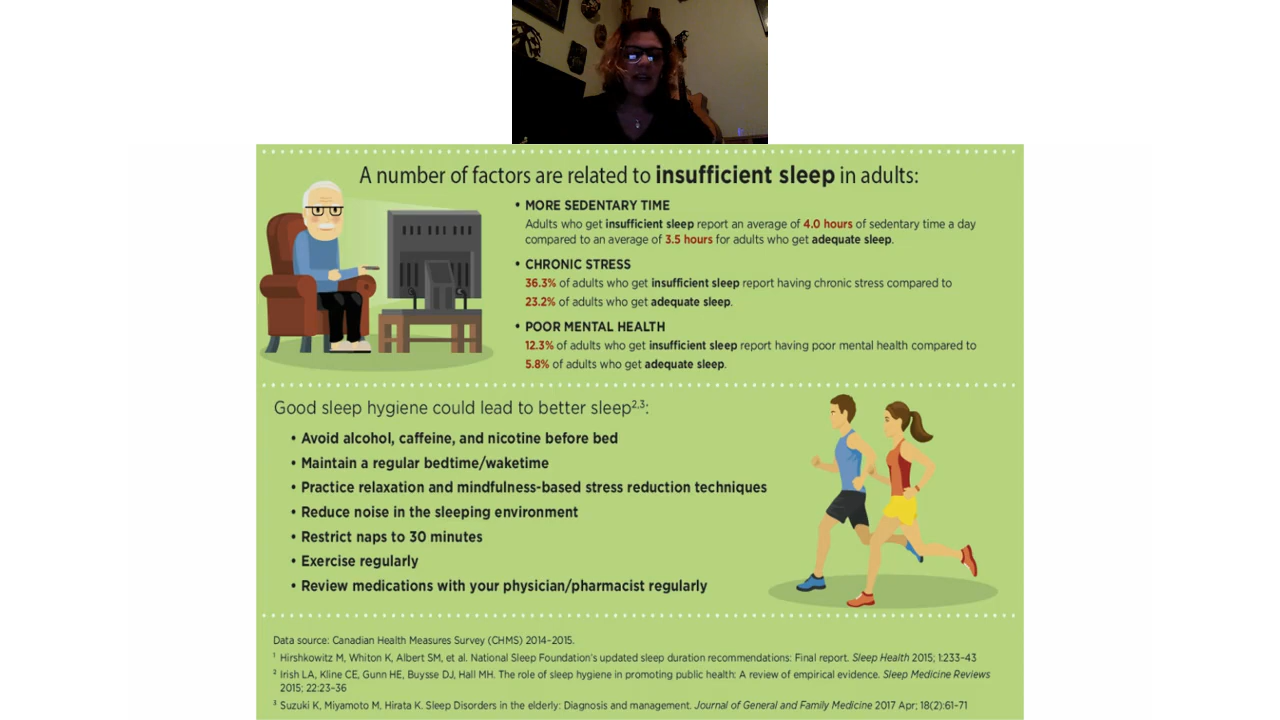 A number of factors are related to insufficient sleep in adults:
• MORE SEDENTARY TIME
Adults who get insufficient sleep report an average of 4.0 hours of sedentary time a day
compared to an average of 3.5 hours for adults who get adequate sleep.
• CHRONIC STRESS
36.3% of adults who get insufficient sleep report having chronic stress compared to
23.2% of adults who get adequate sleep.
• POOR MENTAL HEALTH
12.3% of adults who get insufficient sleep report having poor mental health compared to
5.8% of adults who get adequate sleep.
Good sleep hygiene could lead to better sleep2,3:
• Avoid alcohol, caffeine, and nicotine before bed
• Maintain a regular bedtime/waketime
• Practice relaxation and mindfulness-based stress reduction techniques
• Reduce noise in the sleeping environment
• Restrict naps to 30 minutes
• Exercise regularly
• Review medications with your physician/pharmacist regularly
Data source: Canadian Health Measures Survey (CHMS) 2014–2015.
1 Hirshkowitz M, Whiton K, Albert SM, et al. National Sleep Foundation's updated sleep duration recommendations: Final report. Sleep Health 2015; 1:233–43
2 Irish LA, Kline CE, Gunn HE, Buysse DJ, Hall MH. The role of sleep hygiene in promoting public health: A review of empirical evidence. Sleep Medicine Reviews
2015; 22:23–36
3 Suzuki K, Miyamoto M, Hirata K. Sleep Disorders in the elderly: Diagnosis and management. Journal of General and Family Medicine 2017 Apr; 18(2):61–71